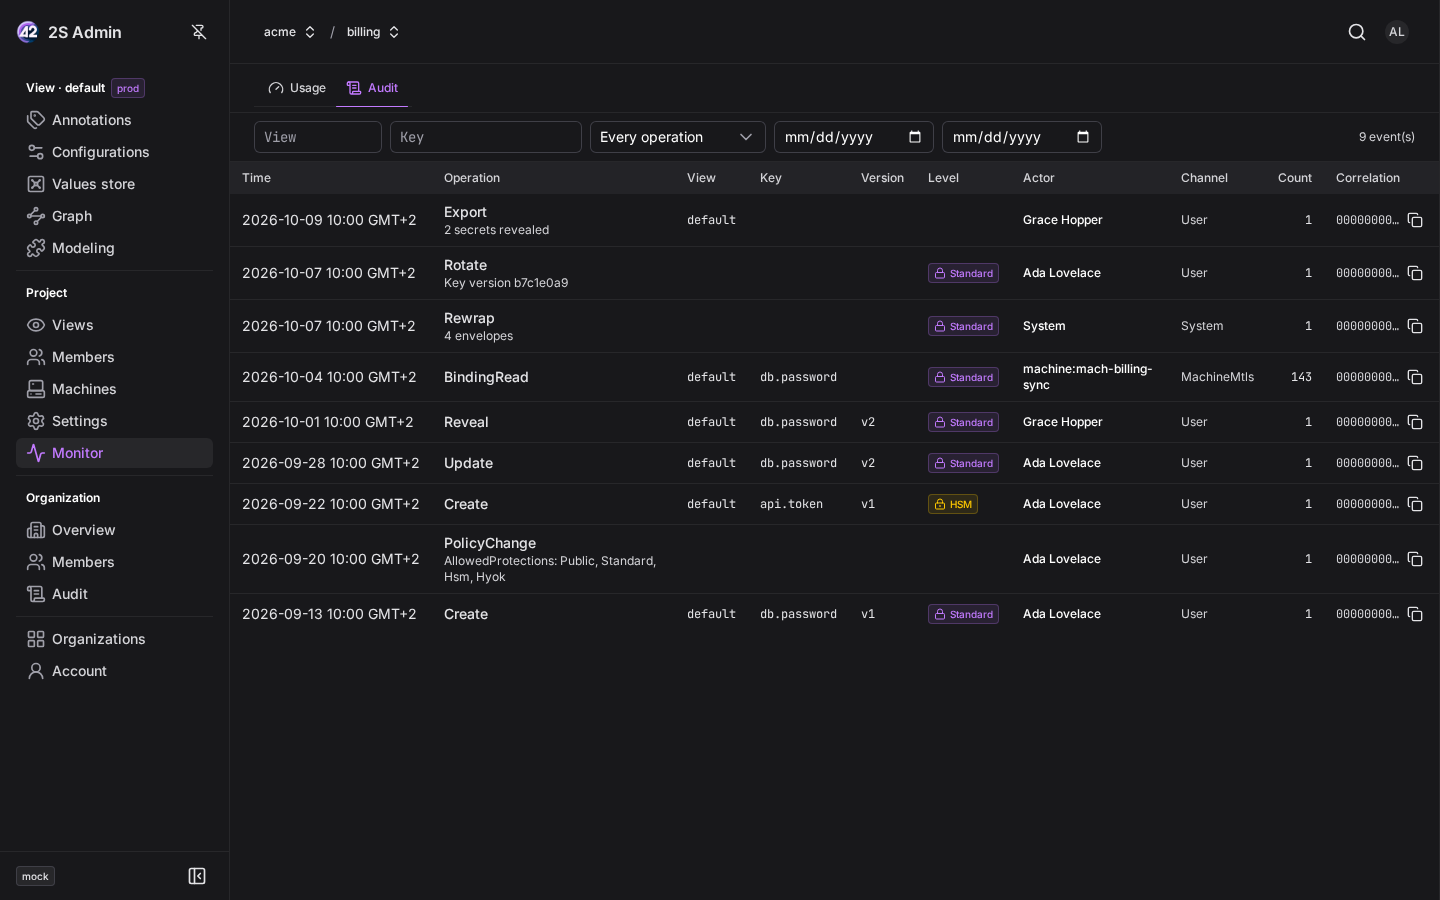 2S Admin
acme / billing
AL
View · default prod
Annotations
Configurations
Values store
Graph
Modeling
Project
Views
Members
Machines
Settings
Monitor
Organization
Overview
Members
Audit
Organizations
Account
mock
Usage Audit
View Key Every operation mm/dd/yyyy mm/dd/yyyy 9 event(s)
Time Operation View Key Version Level Actor Channel Count Correlation
2026-10-09 10:00 GMT+2 Export default Grace Hopper User 1 00000000…
2 secrets revealed
2026-10-07 10:00 GMT+2 Rotate Standard Ada Lovelace User 1 00000000…
Key version b7c1e0a9
2026-10-07 10:00 GMT+2 Rewrap Standard System System 1 00000000…
4 envelopes
2026-10-04 10:00 GMT+2 BindingRead default db.password Standard machine:mach-billing- MachineMtls 143 00000000…
sync
2026-10-01 10:00 GMT+2 Reveal default db.password v2 Standard Grace Hopper User 1 00000000…
2026-09-28 10:00 GMT+2 Update default db.password v2 Standard Ada Lovelace User 1 00000000…
2026-09-22 10:00 GMT+2 Create default api.token v1 HSM Ada Lovelace User 1 00000000…
2026-09-20 10:00 GMT+2 PolicyChange Ada Lovelace User 1 00000000…
AllowedProtections: Public, Standard,
Hsm, Hyok
2026-09-13 10:00 GMT+2 Create default db.password v1 Standard Ada Lovelace User 1 00000000…